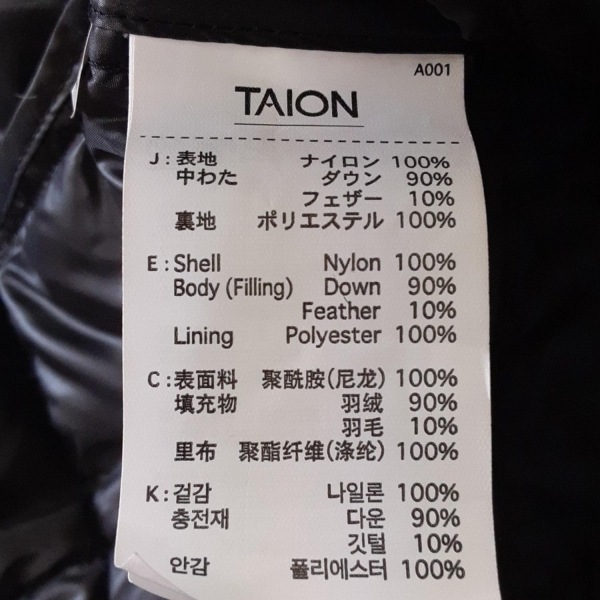 A001
TAION
J : 表地 ナイロン 100%
中わた ダウン 90%
フェザー 10%
裏地 ポリエステル 100%
E : Shell Nylon 100%
Body (Filling) Down 90%
Feather 10%
Lining Polyester 100%
C : 表面料 聚酰胺(尼龙) 100%
填充物 羽绒 90%
羽毛 10%
里布 聚酯纤维(涤纶) 100%
K : 겉감 나일론 100%
충전재 다운 90%
깃털 10%
안감 폴리에스터 100%